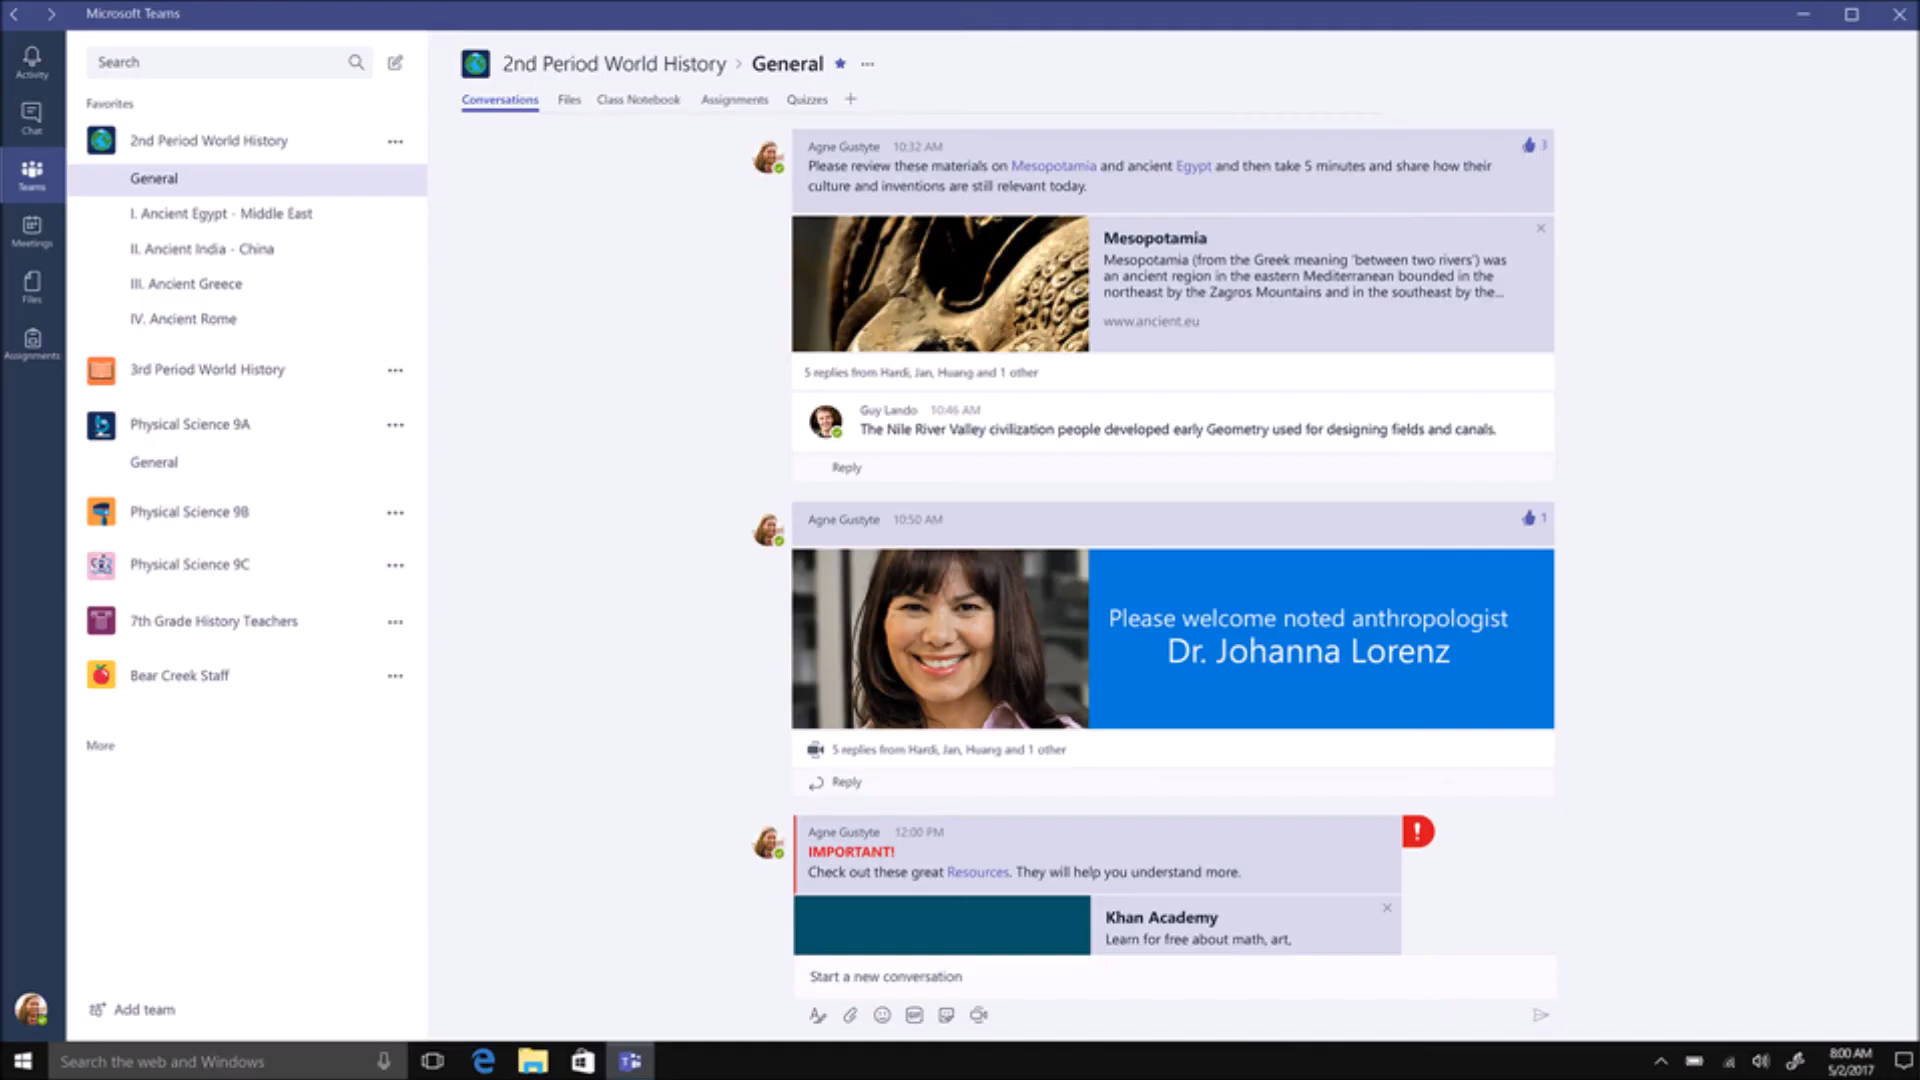 Microsoft Teams
Activity
Chat
Teams
Meetings
Files
Assignments
Search
Favorites
2nd Period World History
General
I. Ancient Egypt - Middle East
II. Ancient India - China
III. Ancient Greece
IV. Ancient Rome
3rd Period World History
Physical Science 9A
General
Physical Science 9B
Physical Science 9C
7th Grade History Teachers
Bear Creek Staff
More
Add team
2nd Period World History > General
Conversations Files Class Notebook Assignments Quizzes +
Agne Gustyte 10:32 AM 3
Please review these materials on Mesopotamia and ancient Egypt and then take 5 minutes and share how their
culture and inventions are still relevant today.
Mesopotamia
Mesopotamia (from the Greek meaning 'between two rivers') was
an ancient region in the eastern Mediterranean bounded in the
northeast by the Zagros Mountains and in the southeast by the...
www.ancient.eu
5 replies from Hardi, Jan, Huang and 1 other
Guy Lando 10:46 AM
The Nile River Valley civilization people developed early Geometry used for designing fields and canals.
Reply
Agne Gustyte 10:50 AM 1
Please welcome noted anthropologist
Dr. Johanna Lorenz
5 replies from Hardi, Jan, Huang and 1 other
Reply
Agne Gustyte 12:00 PM
!
IMPORTANT!
Check out these great Resources. They will help you understand more.
Khan Academy
Learn for free about math, art,
Start a new conversation
GIF
Search the web and Windows
8:00 AM
5/2/2017